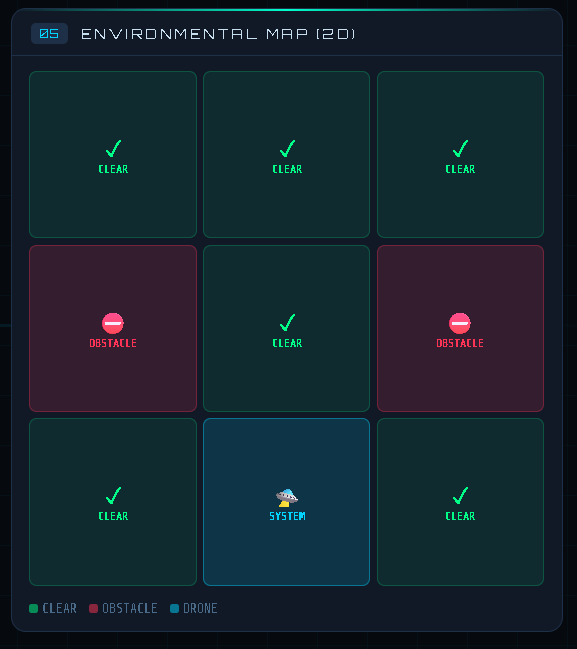 05 ENVIRONMENTAL MAP (2D)
CLEAR CLEAR CLEAR
OBSTACLE CLEAR OBSTACLE
CLEAR SYSTEM CLEAR
CLEAR OBSTACLE DRONE